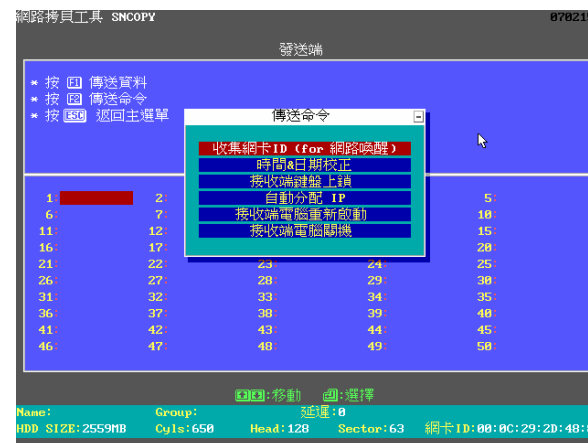 網路拷貝工具 SNCOPY 070215
發送端
* 按 F1 傳送資料
* 按 F2 傳送命令
* 按 ESC 返回主選單
傳送命令
收集網卡ID (for 網路喚醒)
時間&日期校正
接收端鍵盤上鎖
自動分配 IP
接收端電腦重新啟動
接收端電腦關機
1: 2: 5:
6: 7: 10:
11: 12: 15:
16: 17: 20:
21: 22: 23: 24: 25:
26: 27: 28: 29: 30:
31: 32: 33: 34: 35:
36: 37: 38: 39: 40:
41: 42: 43: 44: 45:
46: 47: 48: 49: 50:
:移動 :選擇
Name: Group: 延遲:0
HDD SIZE:2559MB Cyls:650 Head:128 Sector:63 網卡ID:00:0C:29:2D:48: